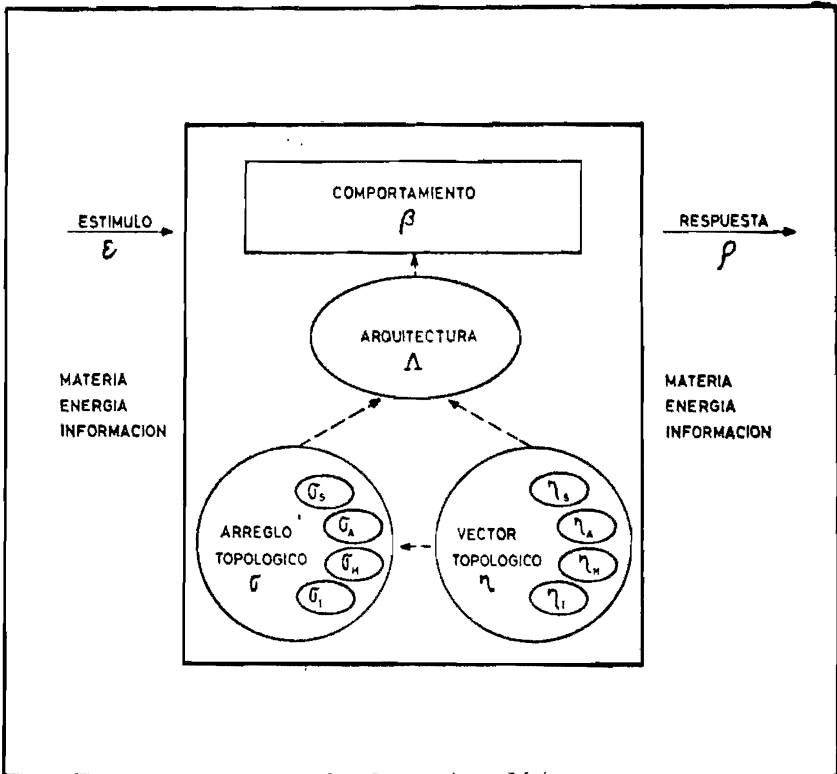 COMPORTAMIENTO
β
ESTIMULO
ε
RESPUESTA
ρ
ARQUITECTURA
Λ
MATERIA
ENERGIA
INFORMACION
MATERIA
ENERGIA
INFORMACION
ARREGLO
TOPOLOGICO
σ
σS
σA
σM
σI
VECTOR
TOPOLOGICO
η
ηS
ηA
ηM
ηI